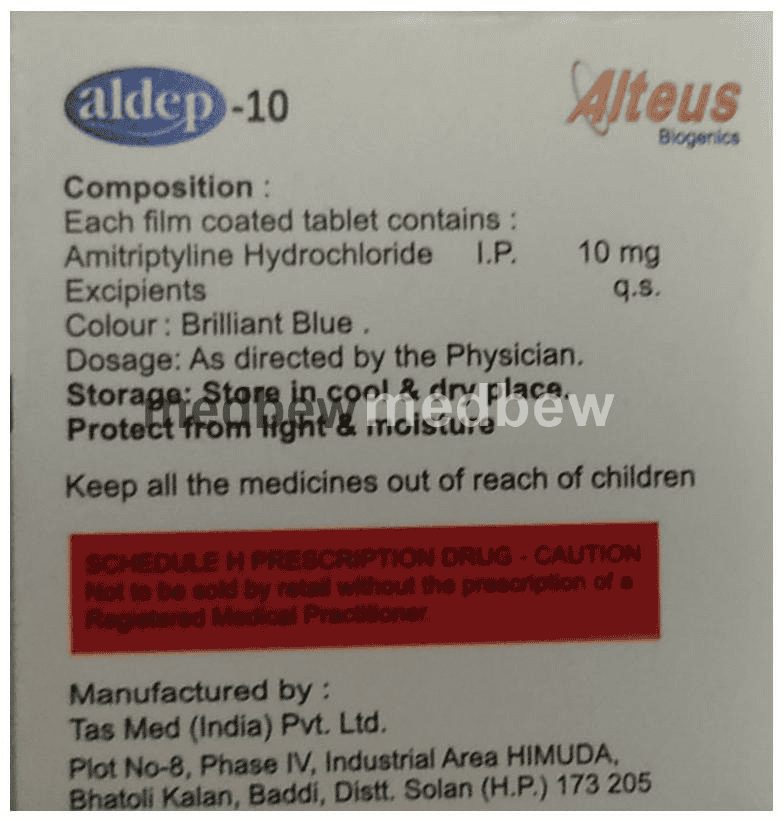 aldep -10
Alteus
Biogenics
Composition :
Each film coated tablet contains :
Amitriptyline Hydrochloride I.P. 10 mg
Excipients q.s.
Colour : Brilliant Blue .
Dosage: As directed by the Physician.
Storage: Store in cool & dry place.
medbew medbew
Protect from light & moisture
Keep all the medicines out of reach of children
SCHEDULE H PRESCRIPTION DRUG - CAUTION
Not to be sold by retail without the prescription of a
Registered Medical Practitioner
Manufactured by :
Tas Med (India) Pvt. Ltd.
Plot No-8, Phase IV, Industrial Area HIMUDA,
Bhatoli Kalan, Baddi, Distt. Solan (H.P.) 173 205